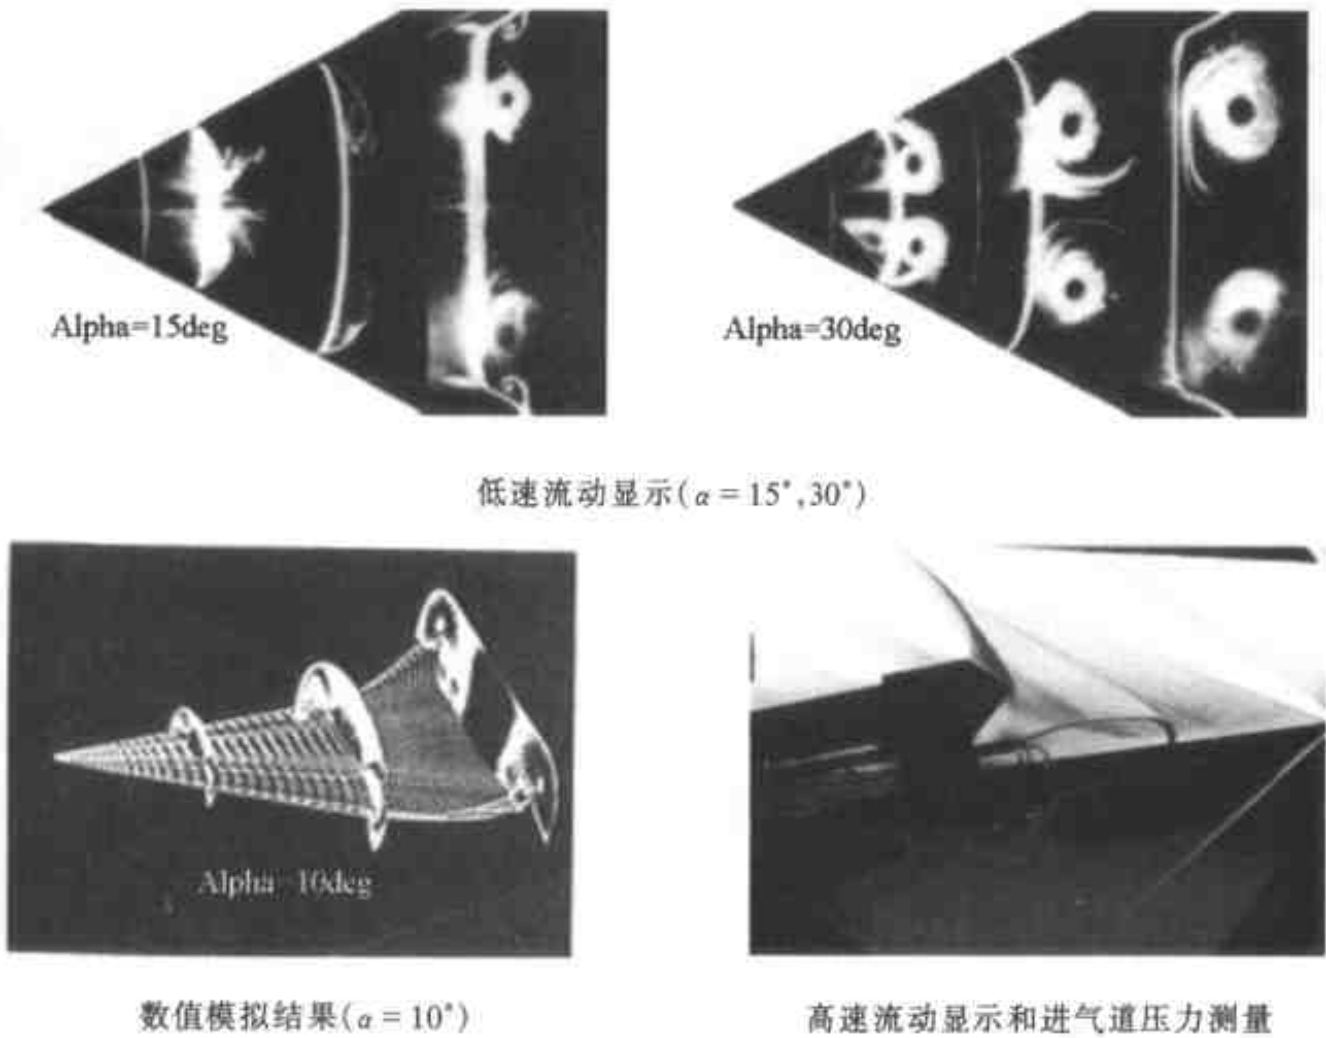 Alpha=15deg
Alpha=30deg
低速流动显示(α = 15°,30°)
Alpha=10deg
数值模拟结果(α = 10°)
高速流动显示和进气道压力测量